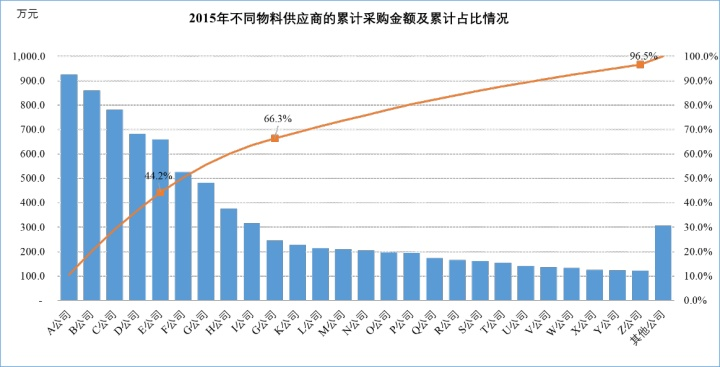 万元
2015年不同物料供应商的累计采购金额及累计占比情况
1,000.0
900.0
800.0
700.0
600.0
500.0
400.0
300.0
200.0
100.0
-
100.0%
90.0%
80.0%
70.0%
60.0%
50.0%
40.0%
30.0%
20.0%
10.0%
0.0%
44.2%
66.3%
96.5%
A公司
B公司
C公司
D公司
E公司
F公司
G公司
H公司
I公司
G公司
K公司
L公司
M公司
N公司
O公司
P公司
Q公司
R公司
S公司
T公司
U公司
V公司
W公司
X公司
Y公司
Z公司
其他公司